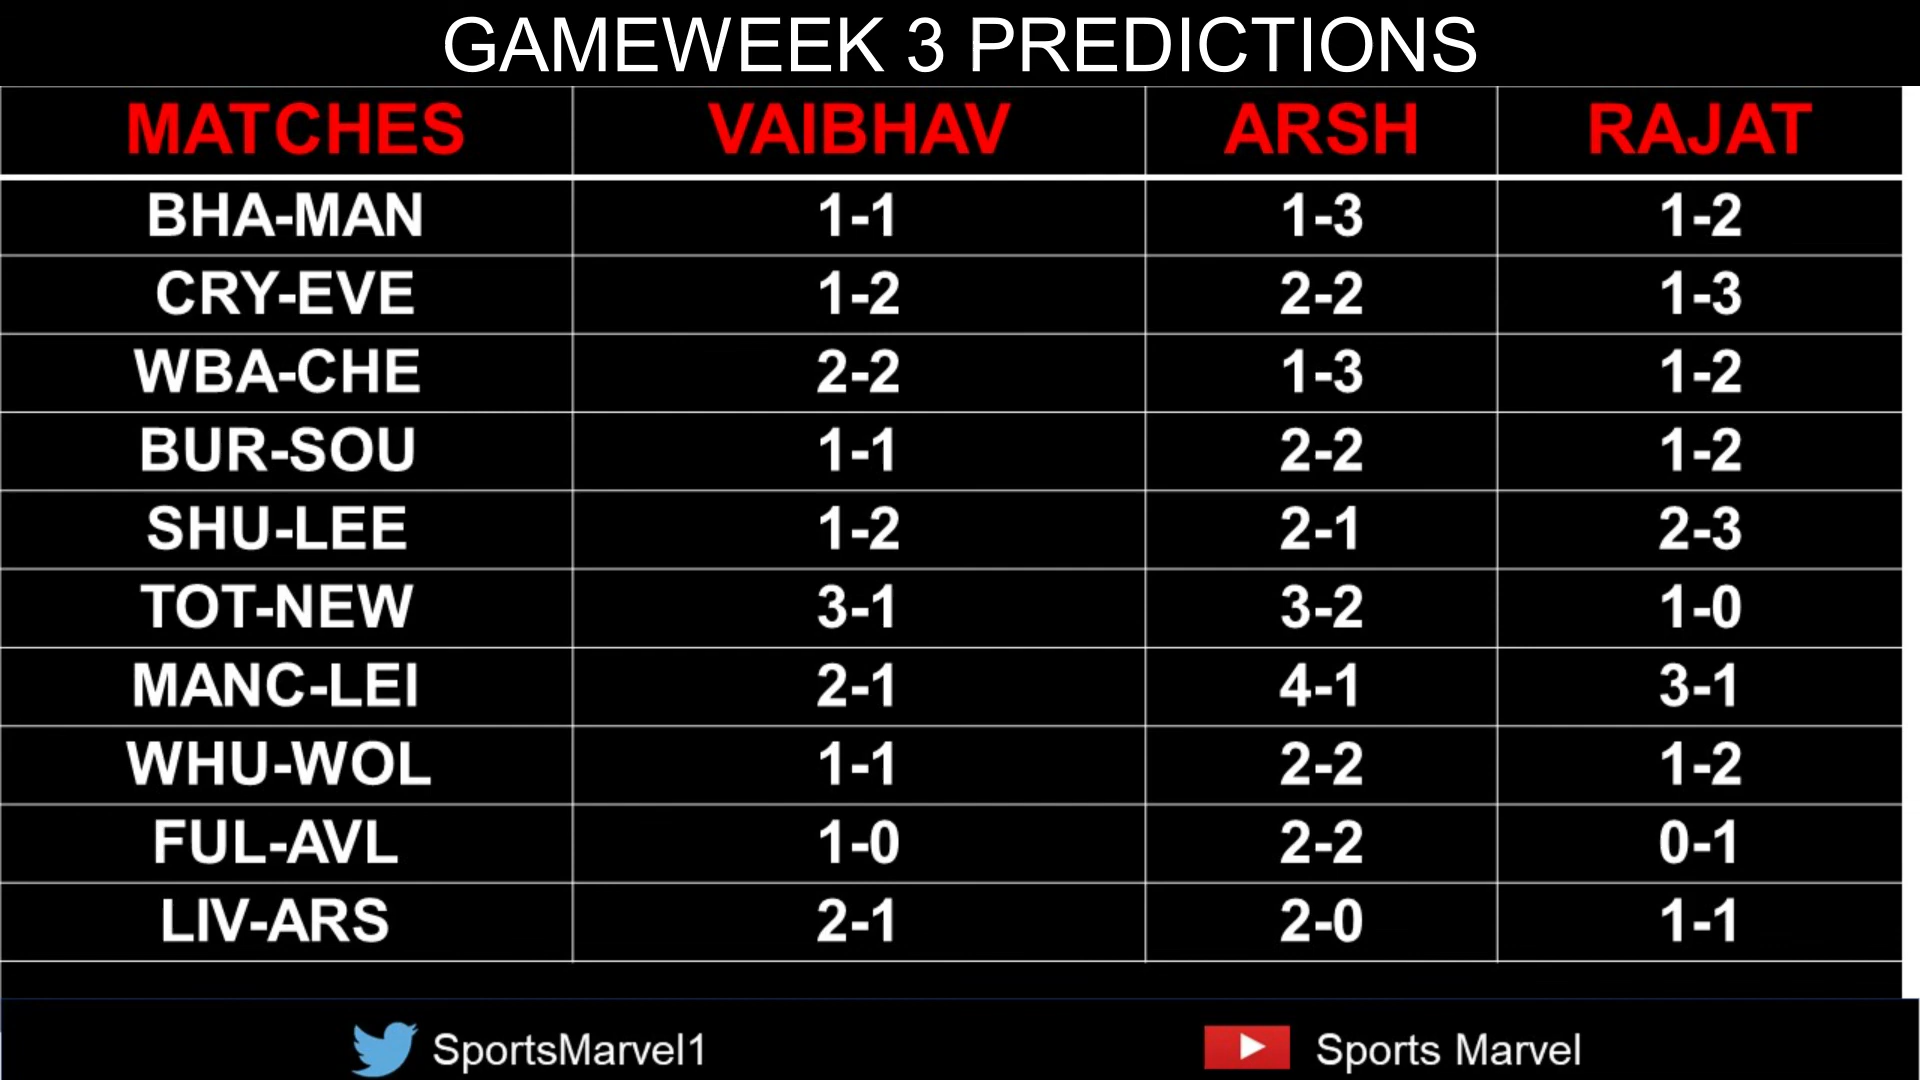 GAMEWEEK 3 PREDICTIONS
MATCHES VAIBHAV ARSH RAJAT
BHA-MAN 1-1 1-3 1-2
CRY-EVE 1-2 2-2 1-3
WBA-CHE 2-2 1-3 1-2
BUR-SOU 1-1 2-2 1-2
SHU-LEE 1-2 2-1 2-3
TOT-NEW 3-1 3-2 1-0
MANC-LEI 2-1 4-1 3-1
WHU-WOL 1-1 2-2 1-2
FUL-AVL 1-0 2-2 0-1
LIV-ARS 2-1 2-0 1-1
SportsMarvel1 Sports Marvel